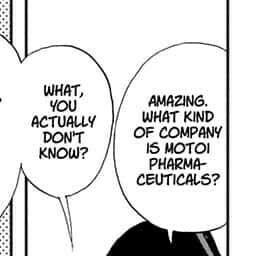 AMAZING.
WHAT KIND
OF COMPANY
IS MOTOI
PHARMA-
CEUTICALS?
WHAT,
YOU
ACTUALLY
DON'T
KNOW?